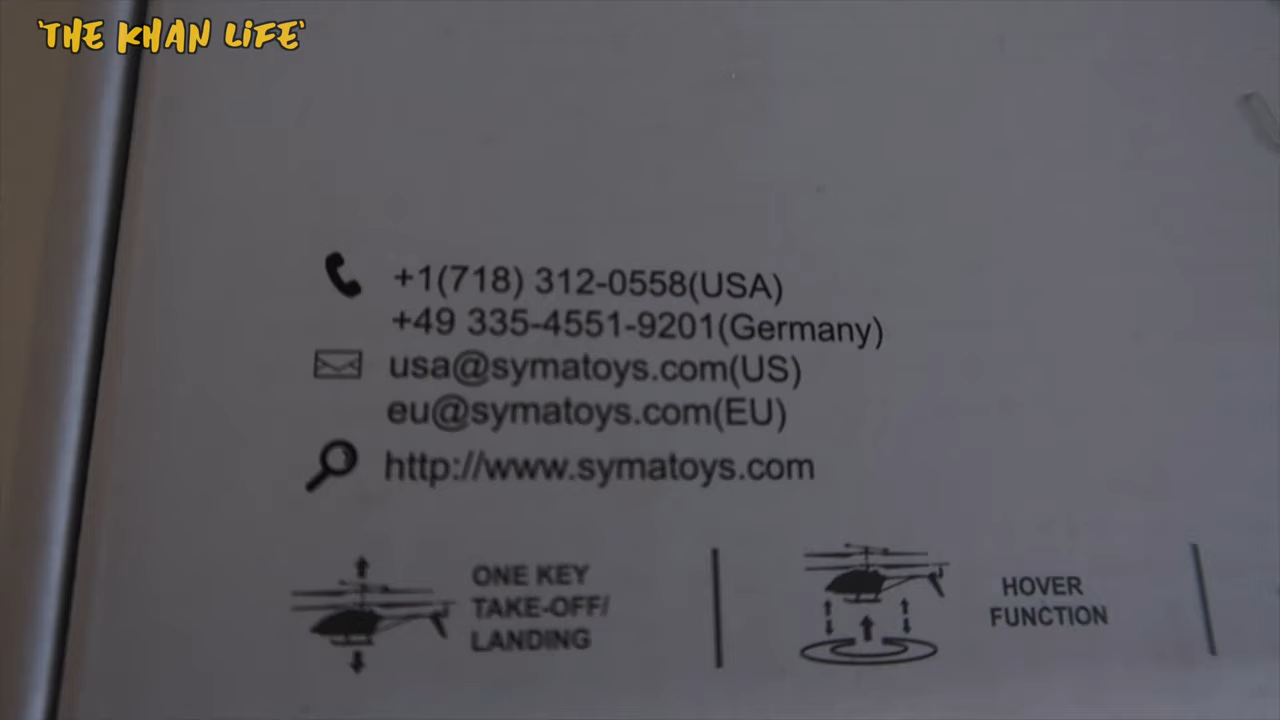 'THE KHAN LIFE'
+1(718) 312-0558(USA)
+49 335-4551-9201(Germany)
usa@symatoys.com(US)
eu@symatoys.com(EU)
http://www.symatoys.com
ONE KEY
TAKE-OFF/
LANDING
HOVER
FUNCTION